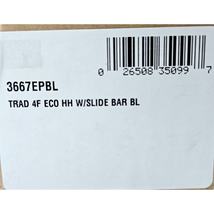 0 26508 35099 7
3667EPBL
TRAD 4F ECO HH W/SLIDE BAR BL